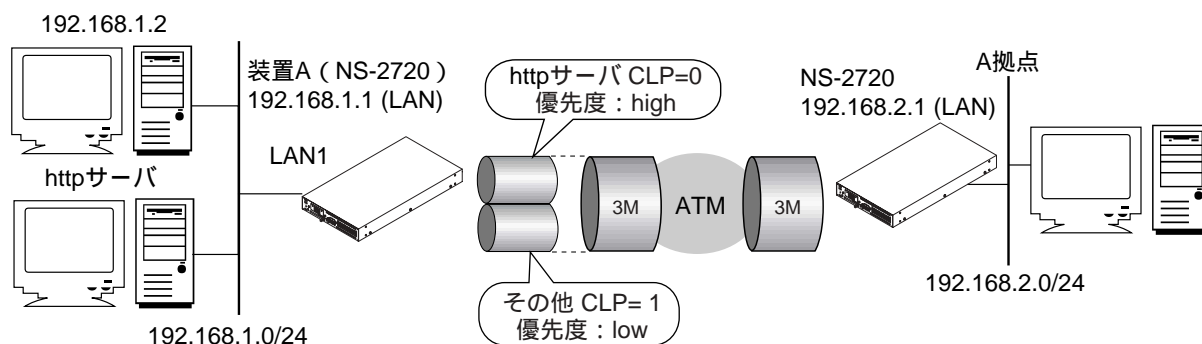 192.168.1.2
装置A（NS-2720）
192.168.1.1 (LAN)
LAN1
httpサーバ
192.168.1.0/24
httpサーバ CLP=0
優先度：high
3M
ATM
3M
その他 CLP= 1
優先度：low
NS-2720
192.168.2.1 (LAN)
A拠点
192.168.2.0/24